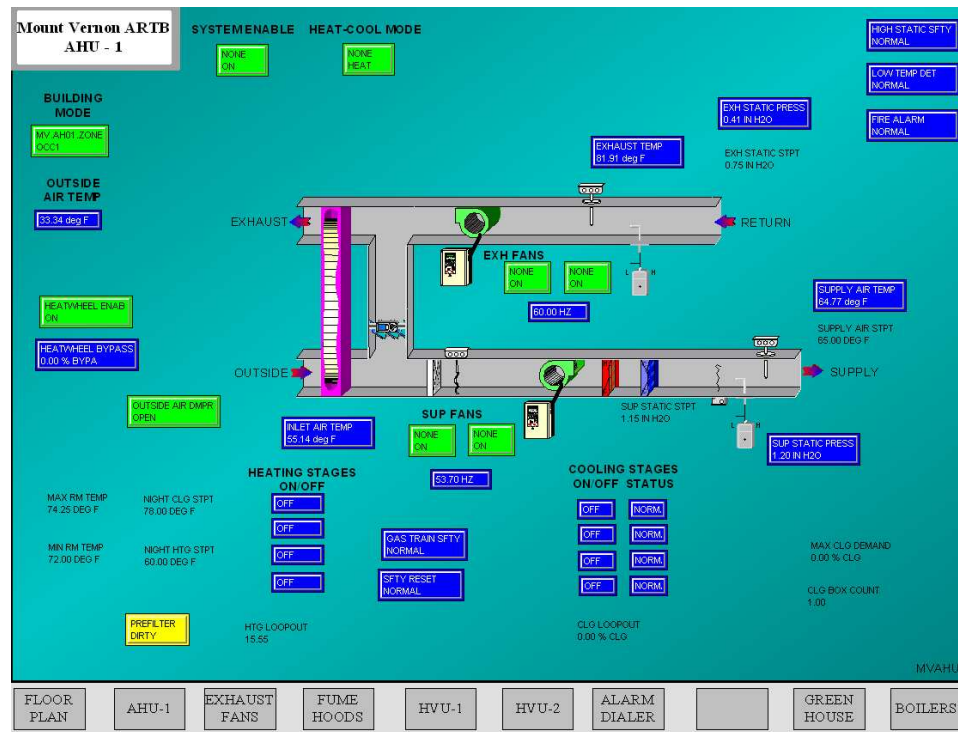 Mount Vernon ARTB
AHU - 1
SYSTEM ENABLE
NONE
ON
HEAT-COOL MODE
NONE
HEAT
HIGH STATIC SFTY
NORMAL
LOW TEMP DET
NORMAL
FIRE ALARM
NORMAL
BUILDING
MODE
MV.AH01.ZONE
OCC1
EXH STATIC PRESS
0.41 IN H2O
EXHAUST TEMP
81.91 deg F
EXH STATIC STPT
0.75 IN H2O
OUTSIDE
AIR TEMP
33.34 deg F
EXHAUST
RETURN
EXH FANS
NONE
ON
NONE
ON
60.00 HZ
L
H
SUPPLY AIR TEMP
64.77 deg F
SUPPLY AIR STPT
65.00 DEG F
HEATWHEEL ENAB
ON
HEATWHEEL BYPASS
0.00 % BYPA
OUTSIDE
SUPPLY
OUTSIDE AIR DMPR
OPEN
INLET AIR TEMP
55.14 deg F
SUP FANS
NONE
ON
NONE
ON
53.70 HZ
SUP STATIC STPT
1.15 IN H2O
L
H
SUP STATIC PRESS
1.20 IN H2O
HEATING STAGES
ON/OFF
OFF
OFF
OFF
OFF
COOLING STAGES
ON/OFF STATUS
OFF NORM.
OFF NORM.
OFF NORM.
OFF NORM.
MAX RM TEMP
74.25 DEG F
NIGHT CLG STPT
78.00 DEG F
MIN RM TEMP
72.00 DEG F
NIGHT HTG STPT
60.00 DEG F
GAS TRAIN SFTY
NORMAL
SFTY RESET
NORMAL
MAX CLG DEMAND
0.00 % CLG
CLG BOX COUNT
1.00
PREFILTER
DIRTY
HTG LOOPOUT
15.55
CLG LOOPOUT
0.00 % CLG
MVAHU
FLOOR
PLAN
AHU-1
EXHAUST
FANS
FUME
HOODS
HVU-1
HVU-2
ALARM
DIALER
GREEN
HOUSE
BOILERS